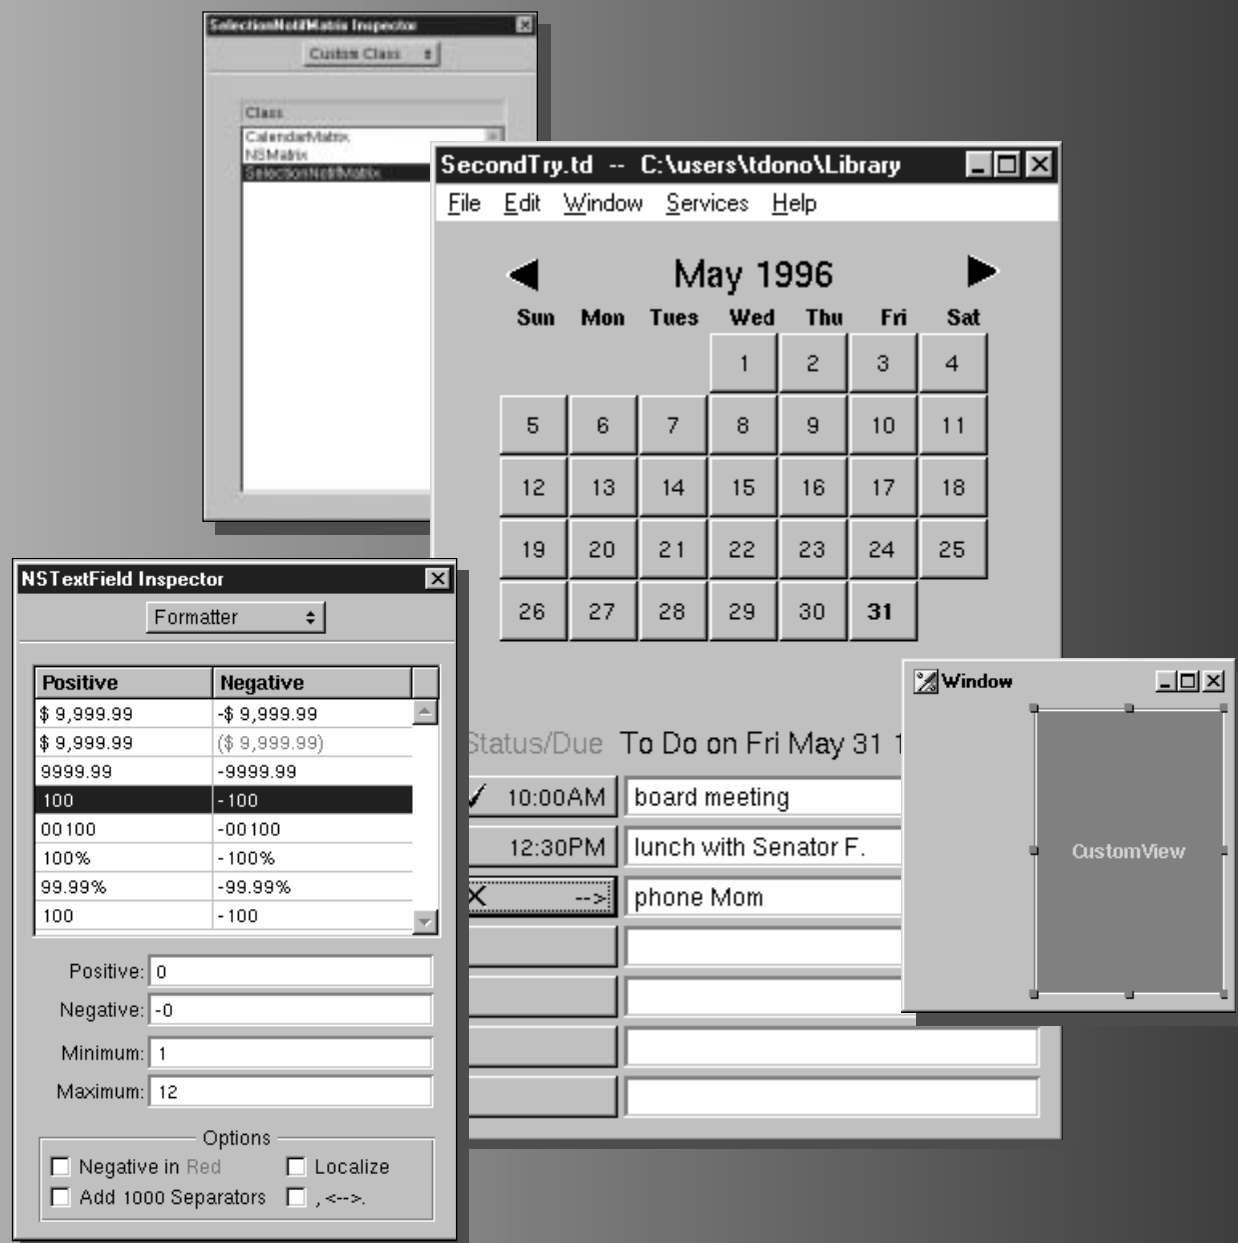 SelectionNotifMatrix Inspector
Custom Class
Class
CalendarMatrix
NSMatrix
SelectionNotifMatrix
SecondTry.td -- C:\users\tdono\Library
File Edit Window Services Help
May 1996
Sun Mon Tues Wed Thu Fri Sat
1 2 3 4
5 6 7 8 9 10 11
12 13 14 15 16 17 18
19 20 21 22 23 24 25
26 27 28 29 30 31
Status/Due To Do on Fri May 31 1
10:00AM board meeting
12:30PM lunch with Senator F.
--> phone Mom
NSTextField Inspector
Formatter
Positive Negative
$ 9,999.99 -$ 9,999.99
$ 9,999.99 ($ 9,999.99)
9999.99 -9999.99
100 -100
00100 -00100
100% -100%
99.99% -99.99%
100 -100
Positive: 0
Negative: -0
Minimum: 1
Maximum: 12
Options
Negative in Red Localize
Add 1000 Separators , <-->.
Window
CustomView